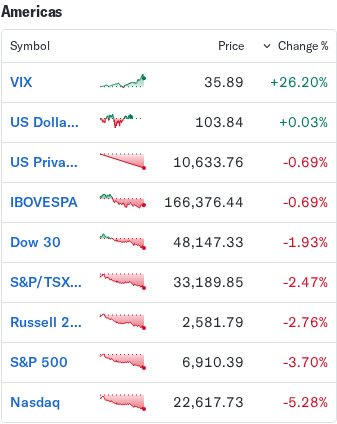 Americas
Symbol Price Change %
VIX 35.89 +26.20%
US Dolla... 103.84 +0.03%
US Priva... 10,633.76 -0.69%
IBOVESPA 166,376.44 -0.69%
Dow 30 48,147.33 -1.93%
S&P/TSX... 33,189.85 -2.47%
Russell 2... 2,581.79 -2.76%
S&P 500 6,910.39 -3.70%
Nasdaq 22,617.73 -5.28%